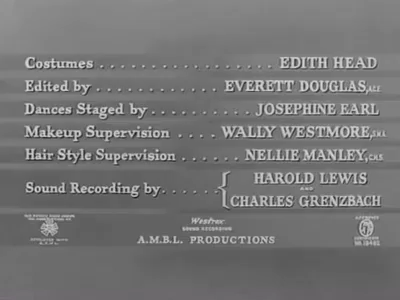 Costumes . . . . . . . . . . . . . . . . . EDITH HEAD
Edited by . . . . . . . . . . . . EVERETT DOUGLAS, A.C.E.
Dances Staged by . . . . . . . . . . JOSEPHINE EARL
Makeup Supervision . . . . WALLY WESTMORE, S.M.A.
Hair Style Supervision . . . . . . NELLIE MANLEY, C.H.S.
Sound Recording by . . . . . . { HAROLD LEWIS
AND
CHARLES GRENZBACH
Westrex
SOUND RECORDING
A.M.B.L. PRODUCTIONS